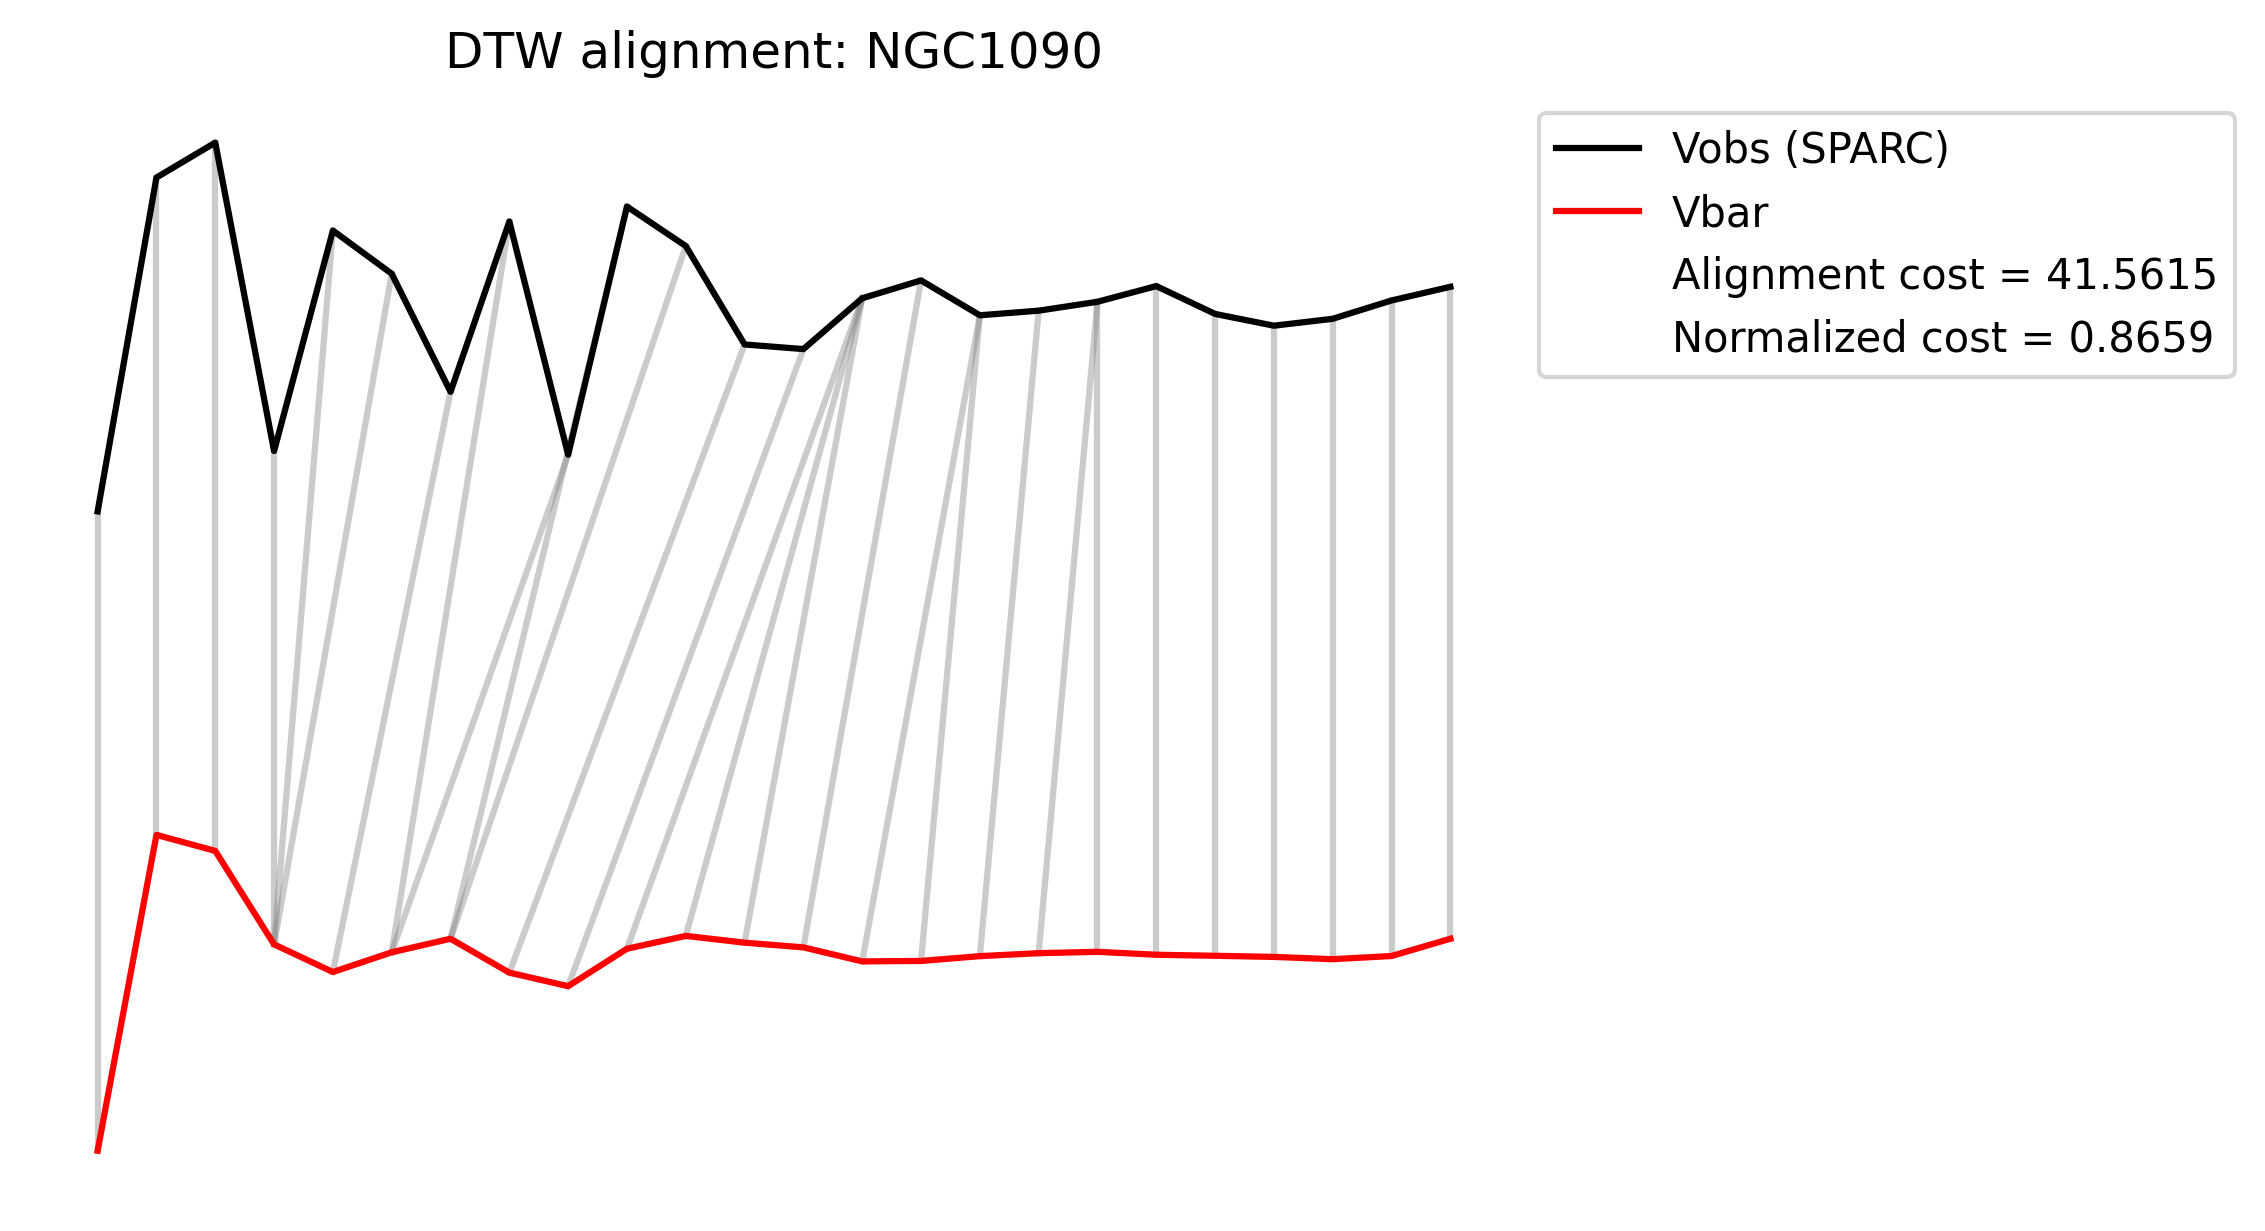 DTW alignment: NGC1090
Vobs (SPARC)
Vbar
Alignment cost = 41.5615
Normalized cost = 0.8659